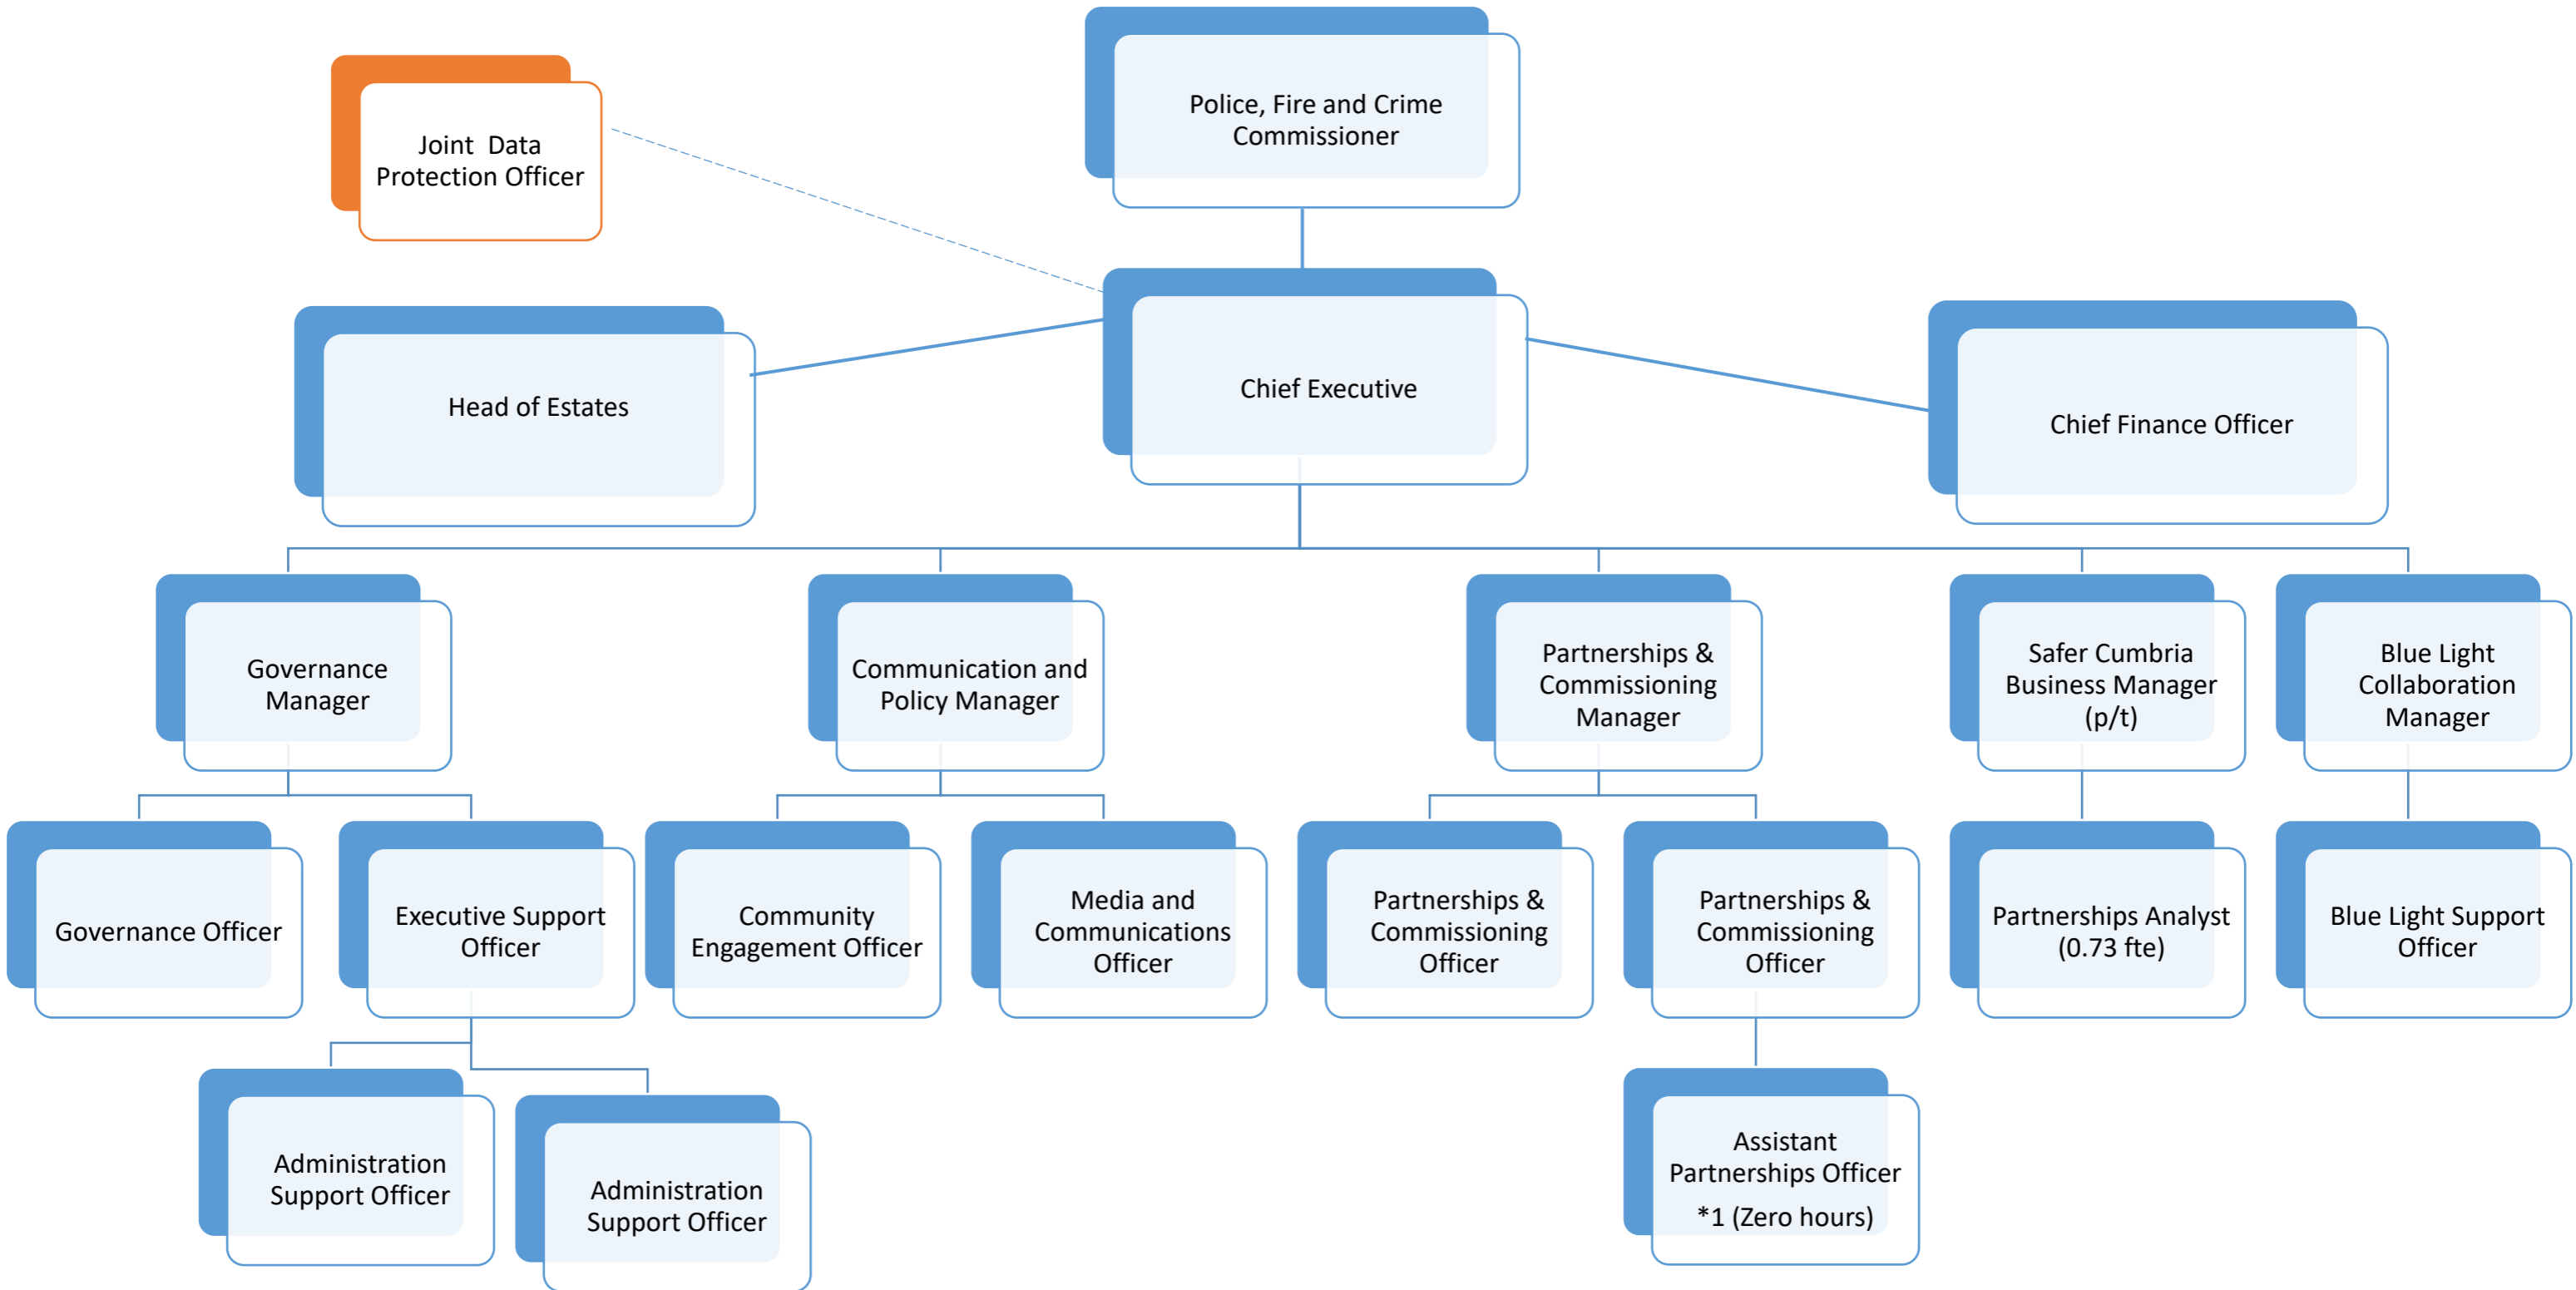 Police, Fire and Crime
Commissioner
Joint  Data
Protection Officer
Head of Estates
Chief Executive
Chief Finance Officer
Governance
Manager
Communication and
Policy Manager
Partnerships &
Commissioning
Manager
Safer Cumbria
Business Manager
(p/t)
Blue Light
Collaboration
Manager
Governance Officer
Executive Support
Officer
Community
Engagement Officer
Media and
Communications
Officer
Partnerships &
Commissioning
Officer
Partnerships &
Commissioning
Officer
Partnerships Analyst
(0.73 fte)
Blue Light Support
Officer
Administration
Support Officer
Administration
Support Officer
Assistant
Partnerships Officer
*1 (Zero hours)